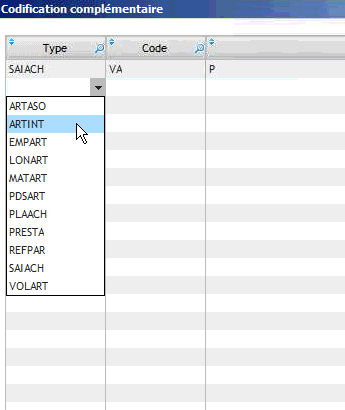 Codification complémentaire
Type Code
SAIACH VA P
ARTASO
ARTINT
EMPART
LONART
MATART
PDSART
PLAACH
PRESTA
REFPAR
SAIACH
VOLART